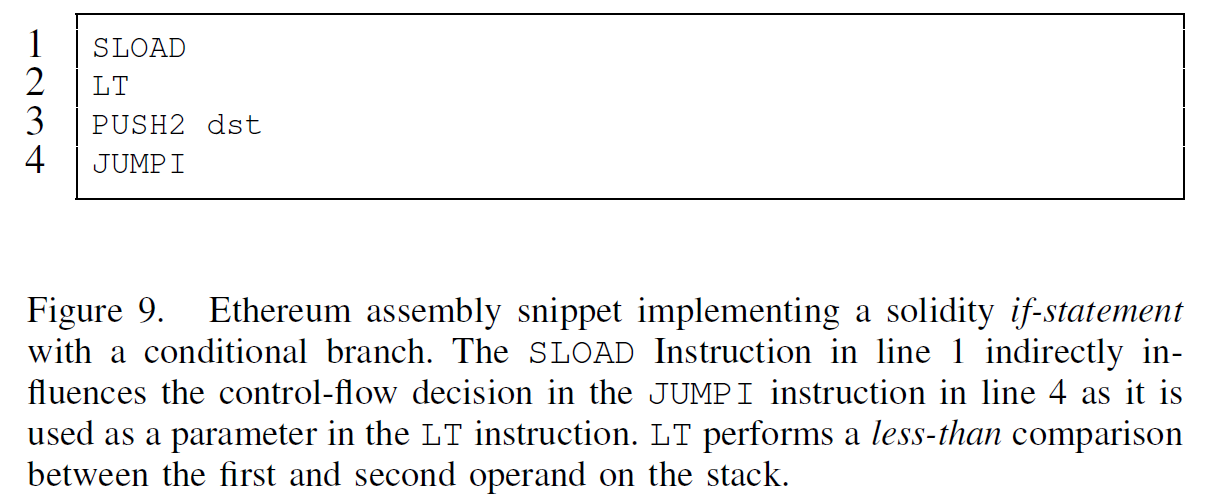 1 SLOAD
2 LT
3 PUSH2 dst
4 JUMPI
Figure 9. Ethereum assembly snippet implementing a solidity if-statement
with a conditional branch. The SLOAD Instruction in line 1 indirectly in-
fluences the control-flow decision in the JUMPI instruction in line 4 as it is
used as a parameter in the LT instruction. LT performs a less-than comparison
between the first and second operand on the stack.